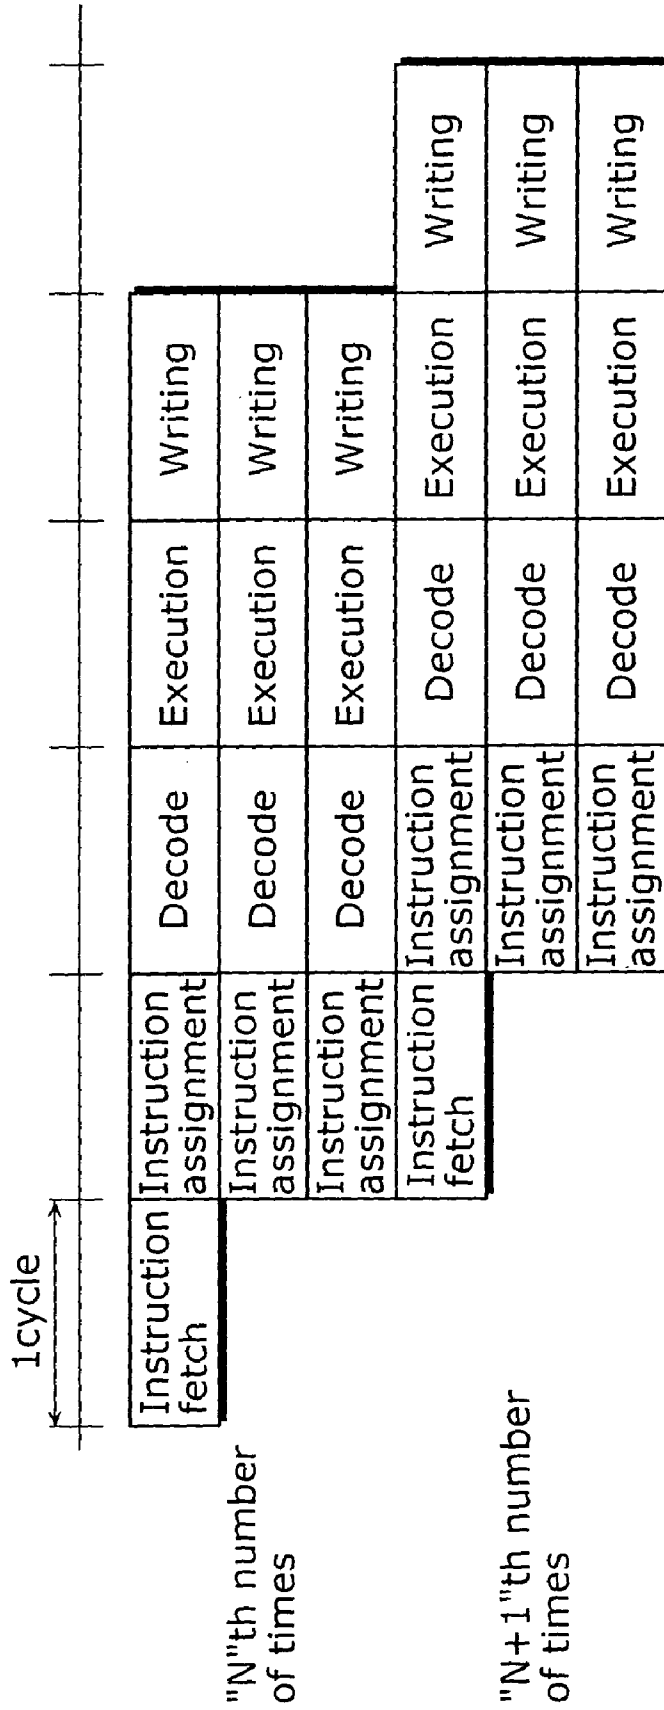 1cycle
"N"th number
of times
Instruction
fetch
Instruction
assignment
Decode
Execution
Writing
Instruction
assignment
Decode
Execution
Writing
Instruction
assignment
Decode
Execution
Writing
"N+1"th number
of times
Instruction
fetch
Instruction
assignment
Decode
Execution
Writing
Instruction
assignment
Decode
Execution
Writing
Instruction
assignment
Decode
Execution
Writing